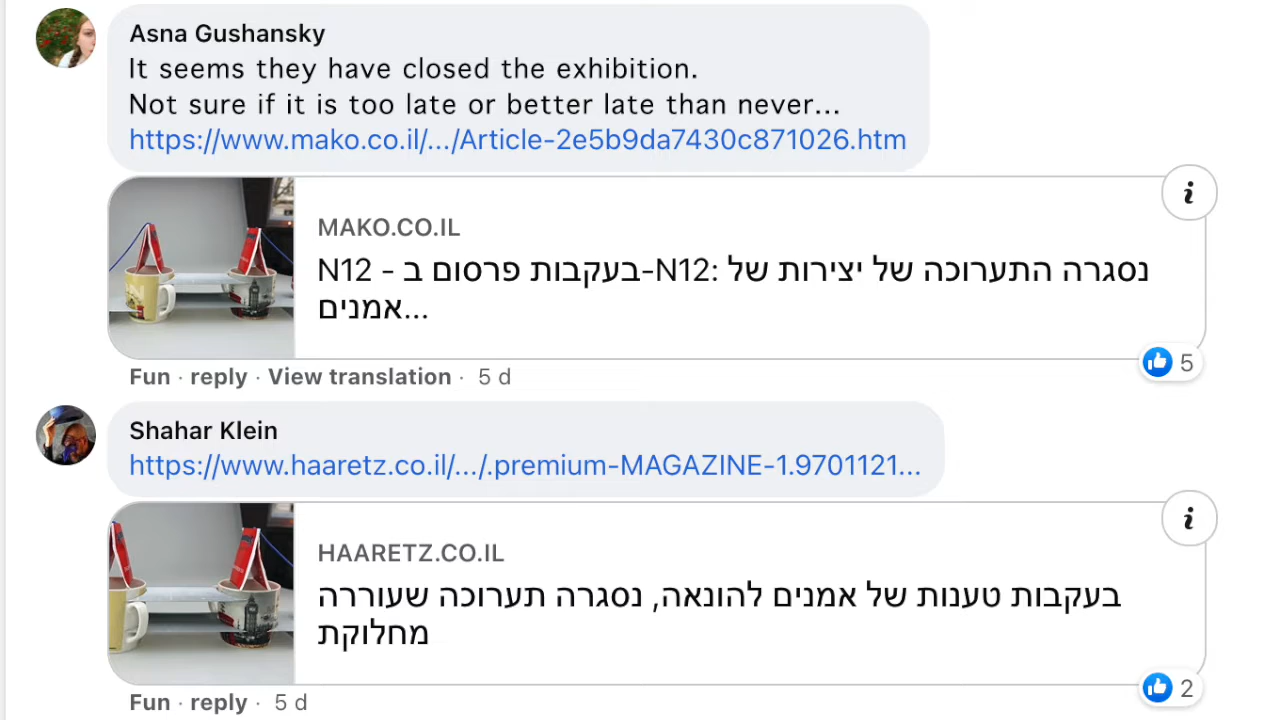 Asna Gushansky
It seems they have closed the exhibition.
Not sure if it is too late or better late than never...
https://www.mako.co.il/.../Article-2e5b9da7430c871026.htm
i
MAKO.CO.IL
N12 - בעקבות פרסום ב-N12: נסגרה התערוכה של יצירות של
אמנים...
Fun · reply · View translation · 5 d
5
Shahar Klein
https://www.haaretz.co.il/.../.premium-MAGAZINE-1.9701121...
i
HAARETZ.CO.IL
בעקבות טענות של אמנים להונאה, נסגרה תערוכה שעוררה
מחלוקת
Fun · reply · 5 d
2